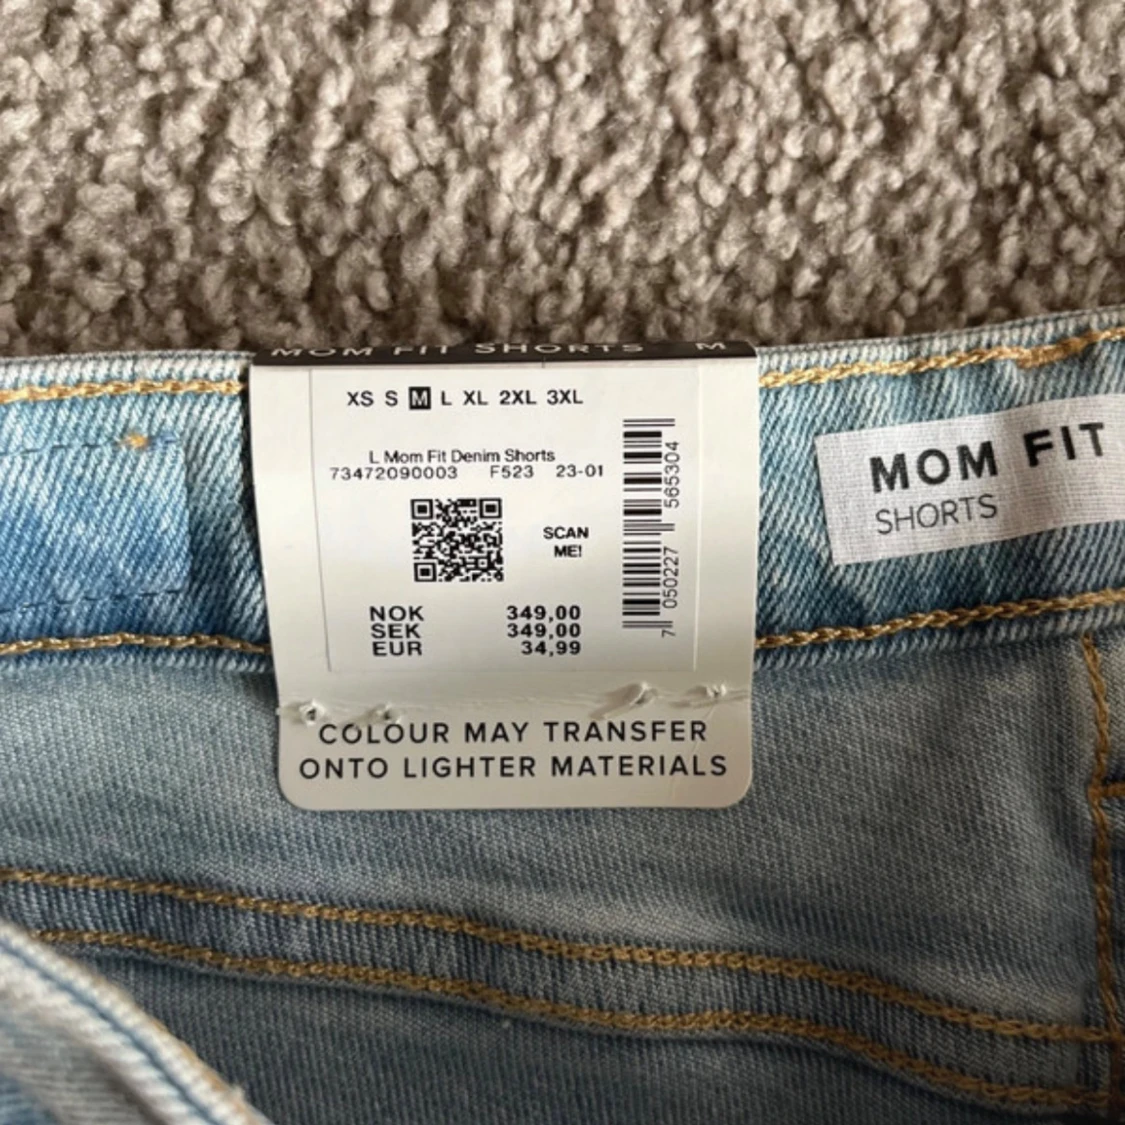 MOM FIT SHORTS M
XS S M L XL 2XL 3XL
L Mom Fit Denim Shorts
73472090003 F523 23-01
SCAN
ME!
NOK 349,00
SEK 349,00
EUR 34,99
7 050227 565304
COLOUR MAY TRANSFER
ONTO LIGHTER MATERIALS
MOM FIT
SHORTS